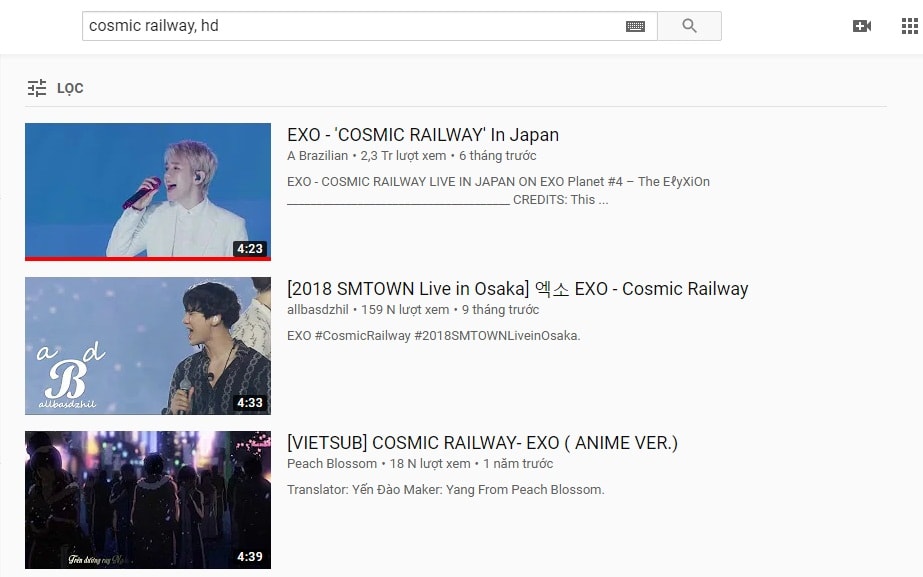 cosmic railway, hd
LỌC
EXO - 'COSMIC RAILWAY' In Japan
A Brazilian • 2,3 Tr lượt xem • 6 tháng trước
EXO - COSMIC RAILWAY LIVE IN JAPAN ON EXO Planet #4 – The EℓyXiOn
__________________________________ CREDITS: This ...
4:23
[2018 SMTOWN Live in Osaka] 엑소 EXO - Cosmic Railway
allbasdzhil • 159 N lượt xem • 9 tháng trước
EXO #CosmicRailway #2018SMTOWNLiveinOsaka.
a B d
allbasdzhil
4:33
[VIETSUB] COSMIC RAILWAY- EXO ( ANIME VER.)
Peach Blossom • 18 N lượt xem • 1 năm trước
Translator: Yến Đào Maker: Yang From Peach Blossom.
Trên đường ray
4:39